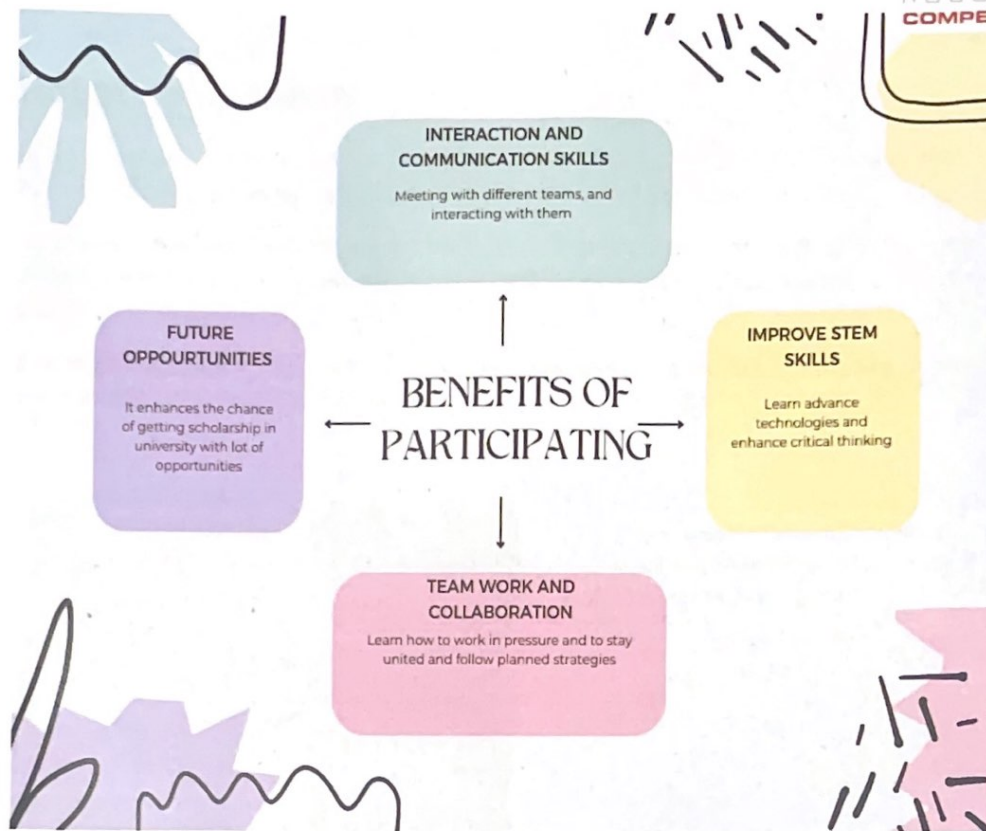 COMPE
INTERACTION AND
COMMUNICATION SKILLS
Meeting with different teams, and
interacting with them
FUTURE
OPPOURTUNITIES
It enhances the chance
of getting scholarship in
university with lot of
opportunities
BENEFITS OF
PARTICIPATING
IMPROVE STEM
SKILLS
Learn advance
technologies and
enhance critical thinking
TEAM WORK AND
COLLABORATION
Learn how to work in pressure and to stay
united and follow planned strategies